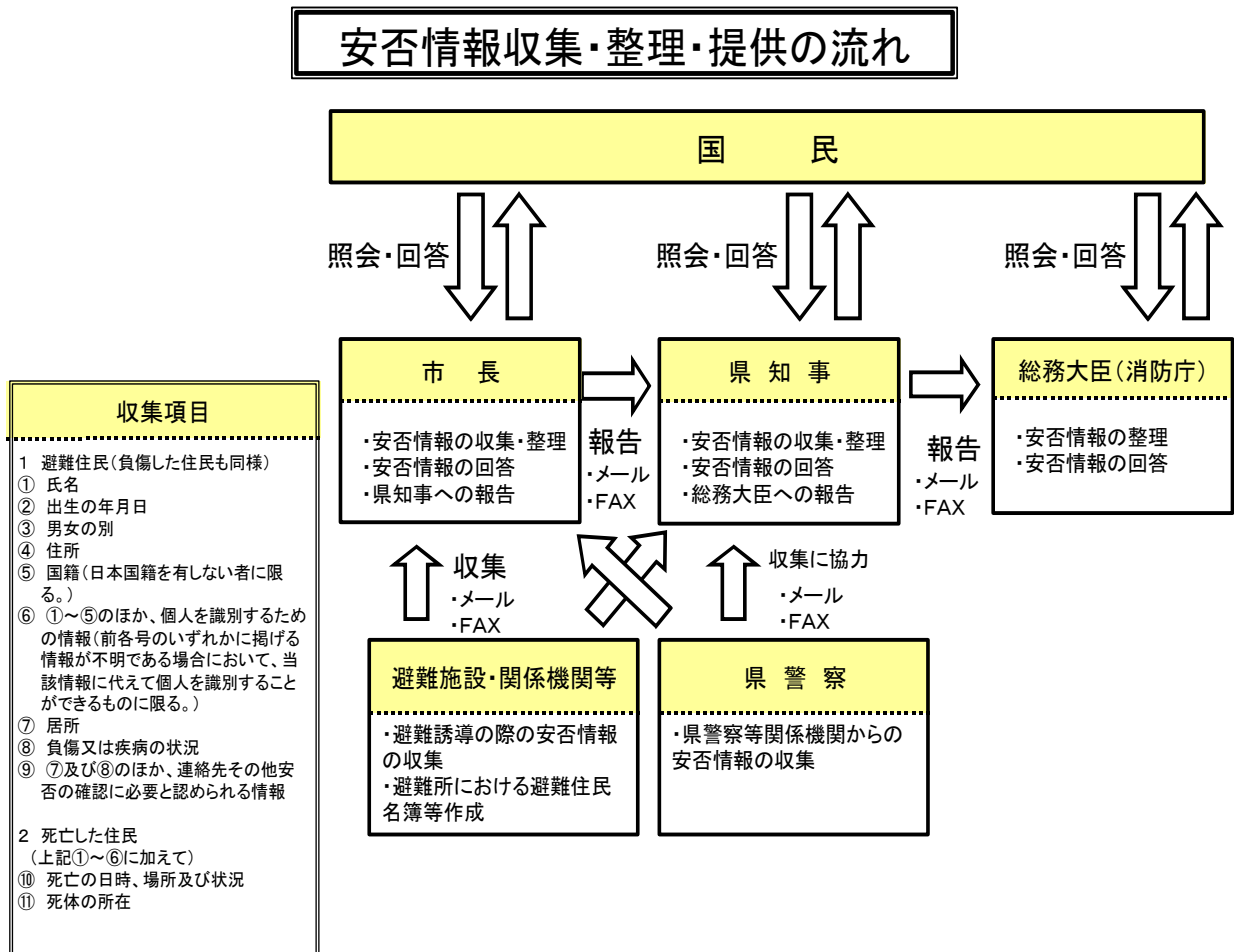 安否情報収集・整理・提供の流れ
国　　民
照会・回答
照会・回答
照会・回答
市　長
・安否情報の収集・整理
・安否情報の回答
・県知事への報告
報告
・メール
・FAX
県　知　事
・安否情報の収集・整理
・安否情報の回答
・総務大臣への報告
報告
・メール
・FAX
総務大臣(消防庁)
・安否情報の整理
・安否情報の回答
収集項目
1　避難住民(負傷した住民も同様)
①　氏名
②　出生の年月日
③　男女の別
④　住所
⑤　国籍(日本国籍を有しない者に限
る。)
⑥　①～⑤のほか、個人を識別するため
の情報(前各号のいずれかに掲げる
情報が不明である場合において、当
該情報に代えて個人を識別すること
ができるものに限る。)
⑦　居所
⑧　負傷又は疾病の状況
⑨　⑦及び⑧のほか、連絡先その他安
否の確認に必要と認められる情報
2　死亡した住民
(上記①～⑥に加えて)
⑩　死亡の日時、場所及び状況
⑪　死体の所在
収集
・メール
・FAX
収集に協力
・メール
・FAX
避難施設・関係機関等
・避難誘導の際の安否情報
の収集
・避難所における避難住民
名簿等作成
県　警　察
・県警察等関係機関からの
安否情報の収集